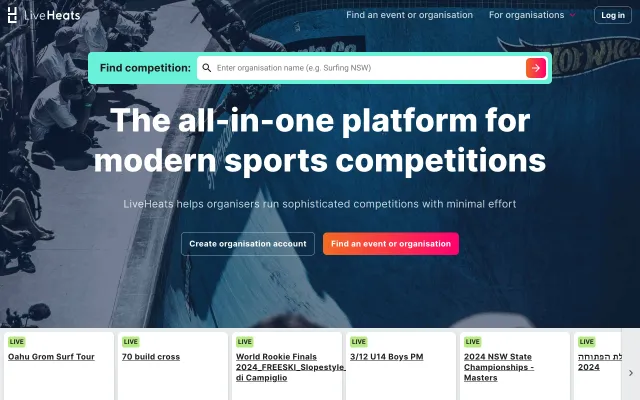 LiveHeats
Find an event or organisation
For organisations
Log in
Find competition:
Enter organisation name (e.g. Surfing NSW)
The all-in-one platform for
modern sports competitions
LiveHeats helps organisers run sophisticated competitions with minimal effort
Create organisation account
Find an event or organisation
LIVE
Oahu Grom Surf Tour
LIVE
70 build cross
LIVE
World Rookie Finals
2024_FREESKI_Slopestyle_
di Campiglio
LIVE
3/12 U14 Boys PM
LIVE
2024 NSW State
Championships -
Masters
LIVE
לת הפתוחה
2024